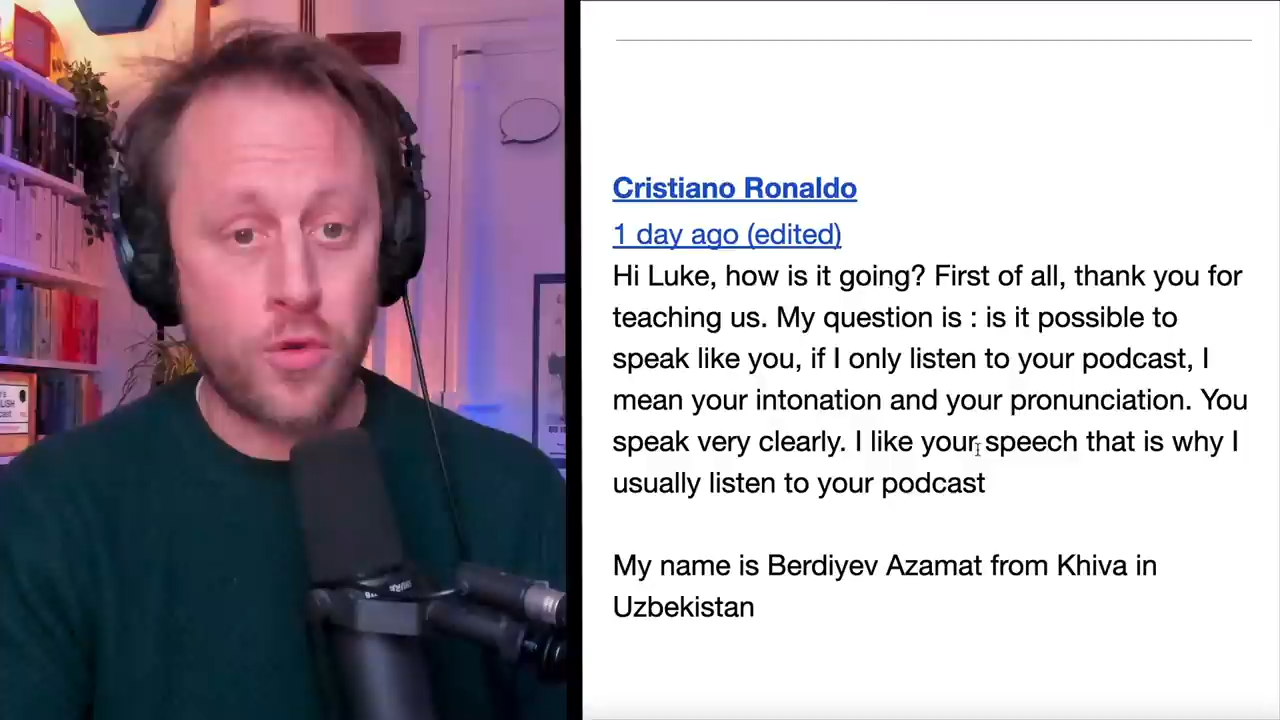 Cristiano Ronaldo
1 day ago (edited)
Hi Luke, how is it going? First of all, thank you for
teaching us. My question is : is it possible to
speak like you, if I only listen to your podcast, I
mean your intonation and your pronunciation. You
speak very clearly. I like your speech that is why I
usually listen to your podcast
My name is Berdiyev Azamat from Khiva in
Uzbekistan